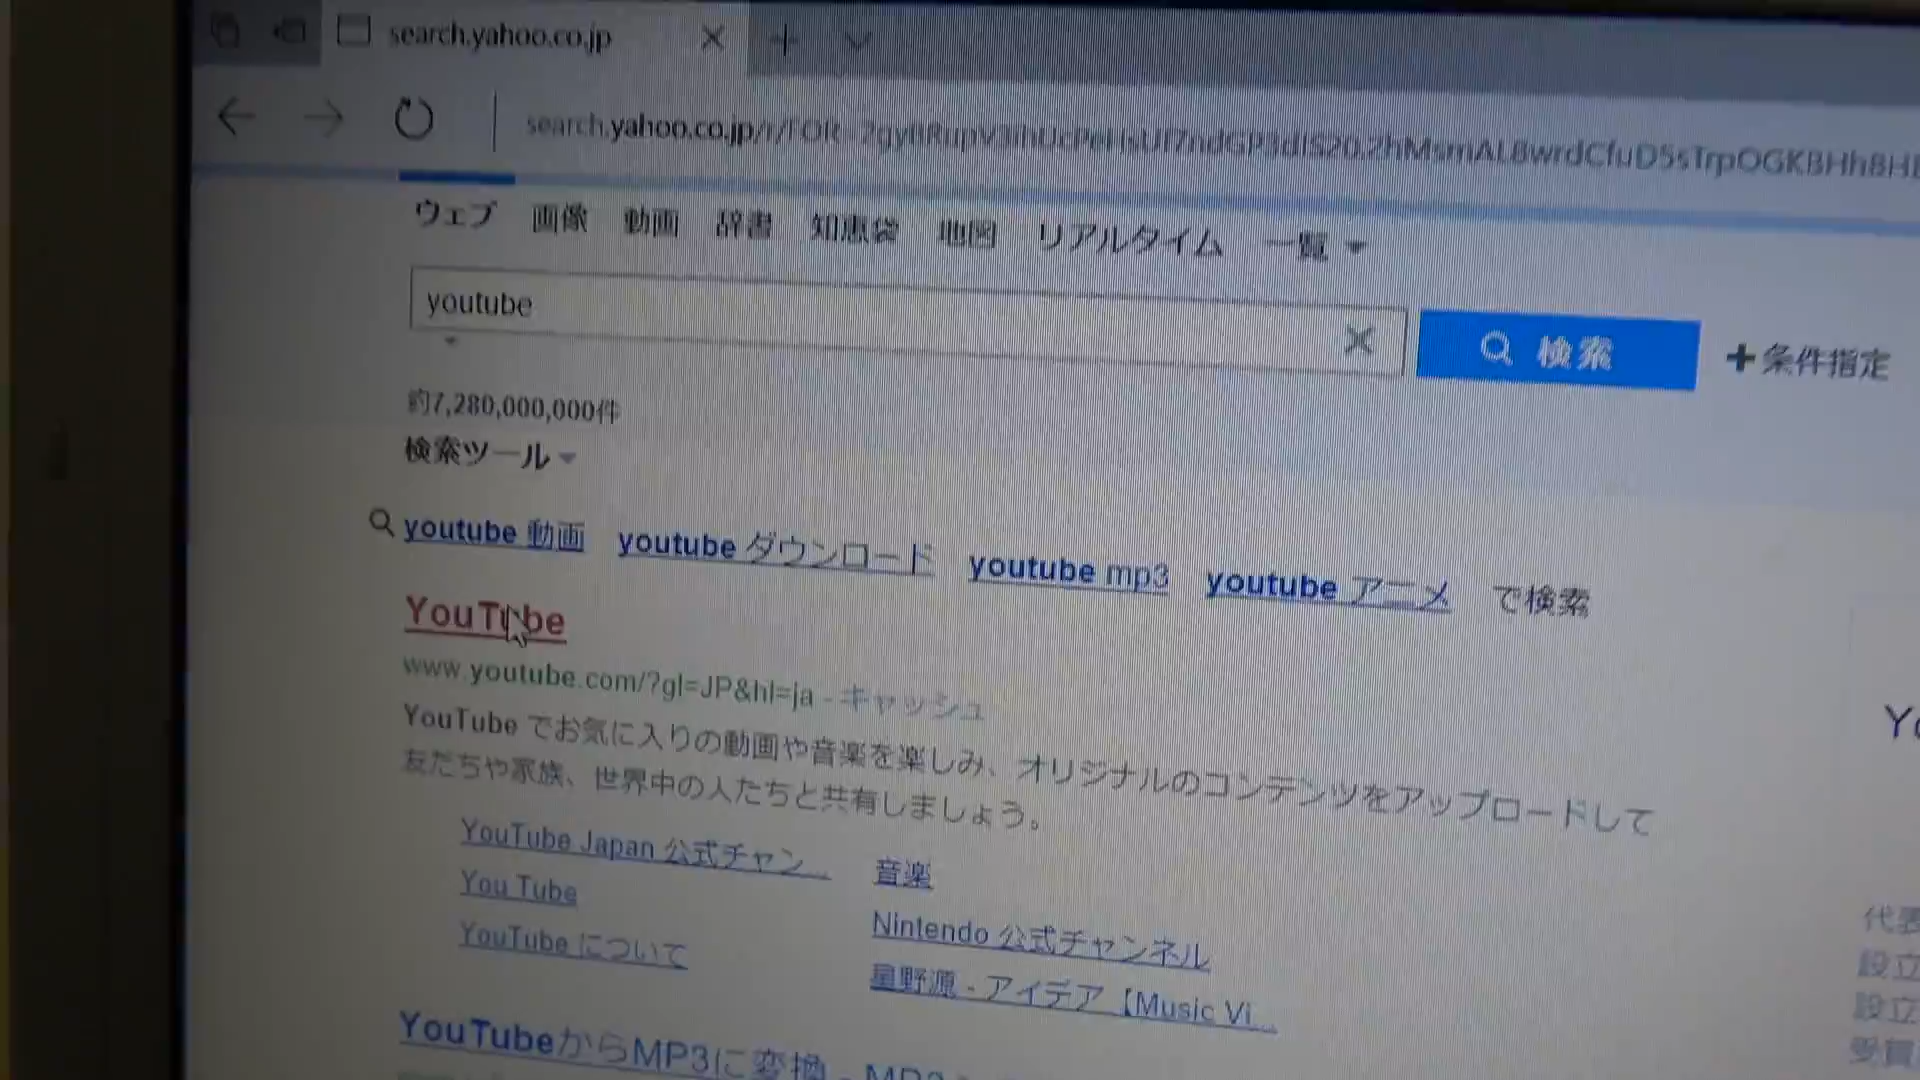 search.yahoo.co.jp
search.yahoo.co.jp/r/FOR=
ウェブ 画像 動画 辞書 知恵袋 地図 リアルタイム 一覧
youtube
検索
+条件指定
約7,280,000,000件
検索ツール
youtube 動画 youtube ダウンロード youtube mp3 youtube アニメ で検索
YouTube
www.youtube.com/?gl=JP&hl=ja - キャッシュ
YouTube でお気に入りの動画や音楽を楽しみ、オリジナルのコンテンツをアップロードして
友だちや家族、世界中の人たちと共有しましょう。
YouTube Japan 公式チャン... 音楽
You Tube
Nintendo 公式チャンネル
YouTube について
星野源 - アイデア【Music Vi...
YouTubeからMP3に変換 -
代表
設立
設立
受賞